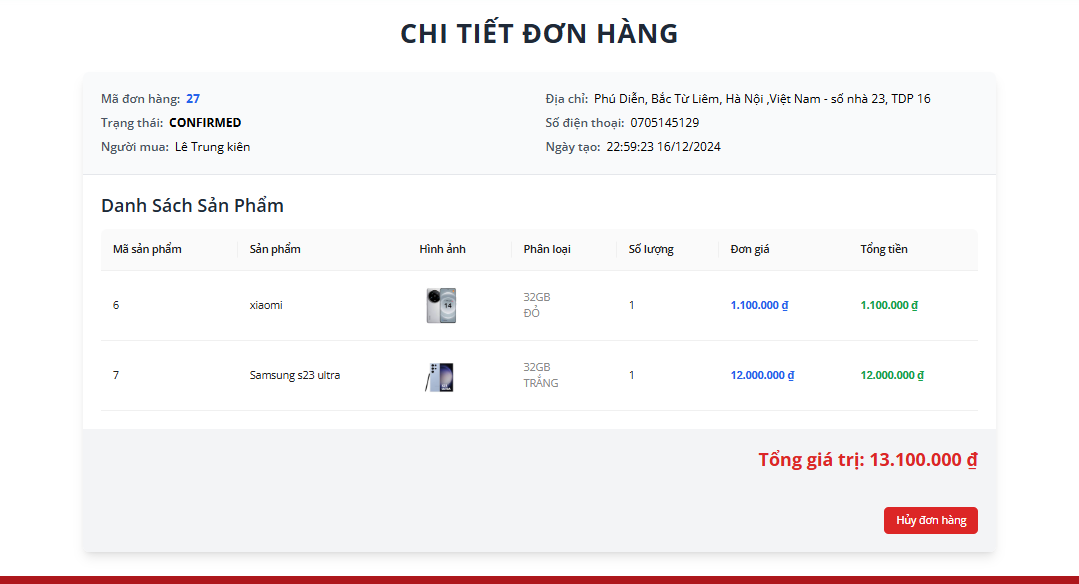 CHI TIẾT ĐƠN HÀNG
Mã đơn hàng: 27
Trạng thái: CONFIRMED
Người mua: Lê Trung kiên
Địa chỉ: Phú Diễn, Bắc Từ Liêm, Hà Nội ,Việt Nam - số nhà 23, TDP 16
Số điện thoại: 0705145129
Ngày tạo: 22:59:23 16/12/2024
Danh Sách Sản Phẩm
Mã sản phẩm Sản phẩm Hình ảnh Phân loại Số lượng Đơn giá Tổng tiền
6 xiaomi 14 32GB 1 1.100.000 ₫ 1.100.000 ₫
ĐỎ
7 Samsung s23 ultra 32GB 1 12.000.000 ₫ 12.000.000 ₫
TRẮNG
Tổng giá trị: 13.100.000 ₫
Hủy đơn hàng